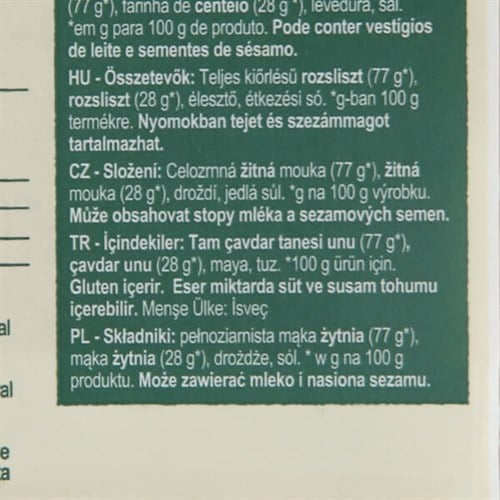 (77 g*), farinha de centeio (28 g*), levedura, sal.
*em g para 100 g de produto. Pode conter vestígios
de leite e sementes de sésamo.
HU - Összetevők: Teljes kiőrlésű rozsliszt (77 g*),
rozsliszt (28 g*), élesztő, étkezési só. *g-ban 100 g
termékre. Nyomokban tejet és szezámmagot
tartalmazhat.
CZ - Složení: Celozrnná žitná mouka (77 g*), žitná
mouka (28 g*), droždí, jedlá sůl. *g na 100 g výrobku.
Může obsahovat stopy mléka a sezamových semen.
TR - İçindekiler: Tam çavdar tanesi unu (77 g*),
çavdar unu (28 g*), maya, tuz. *100 g ürün için.
Gluten içerir. Eser miktarda süt ve susam tohumu
içerebilir. Menşe Ülke: İsveç
PL - Składniki: pełnoziarnista mąka żytnia (77 g*),
mąka żytnia (28 g*), drożdże, sól. * w g na 100 g
produktu. Może zawierać mleko i nasiona sezamu.